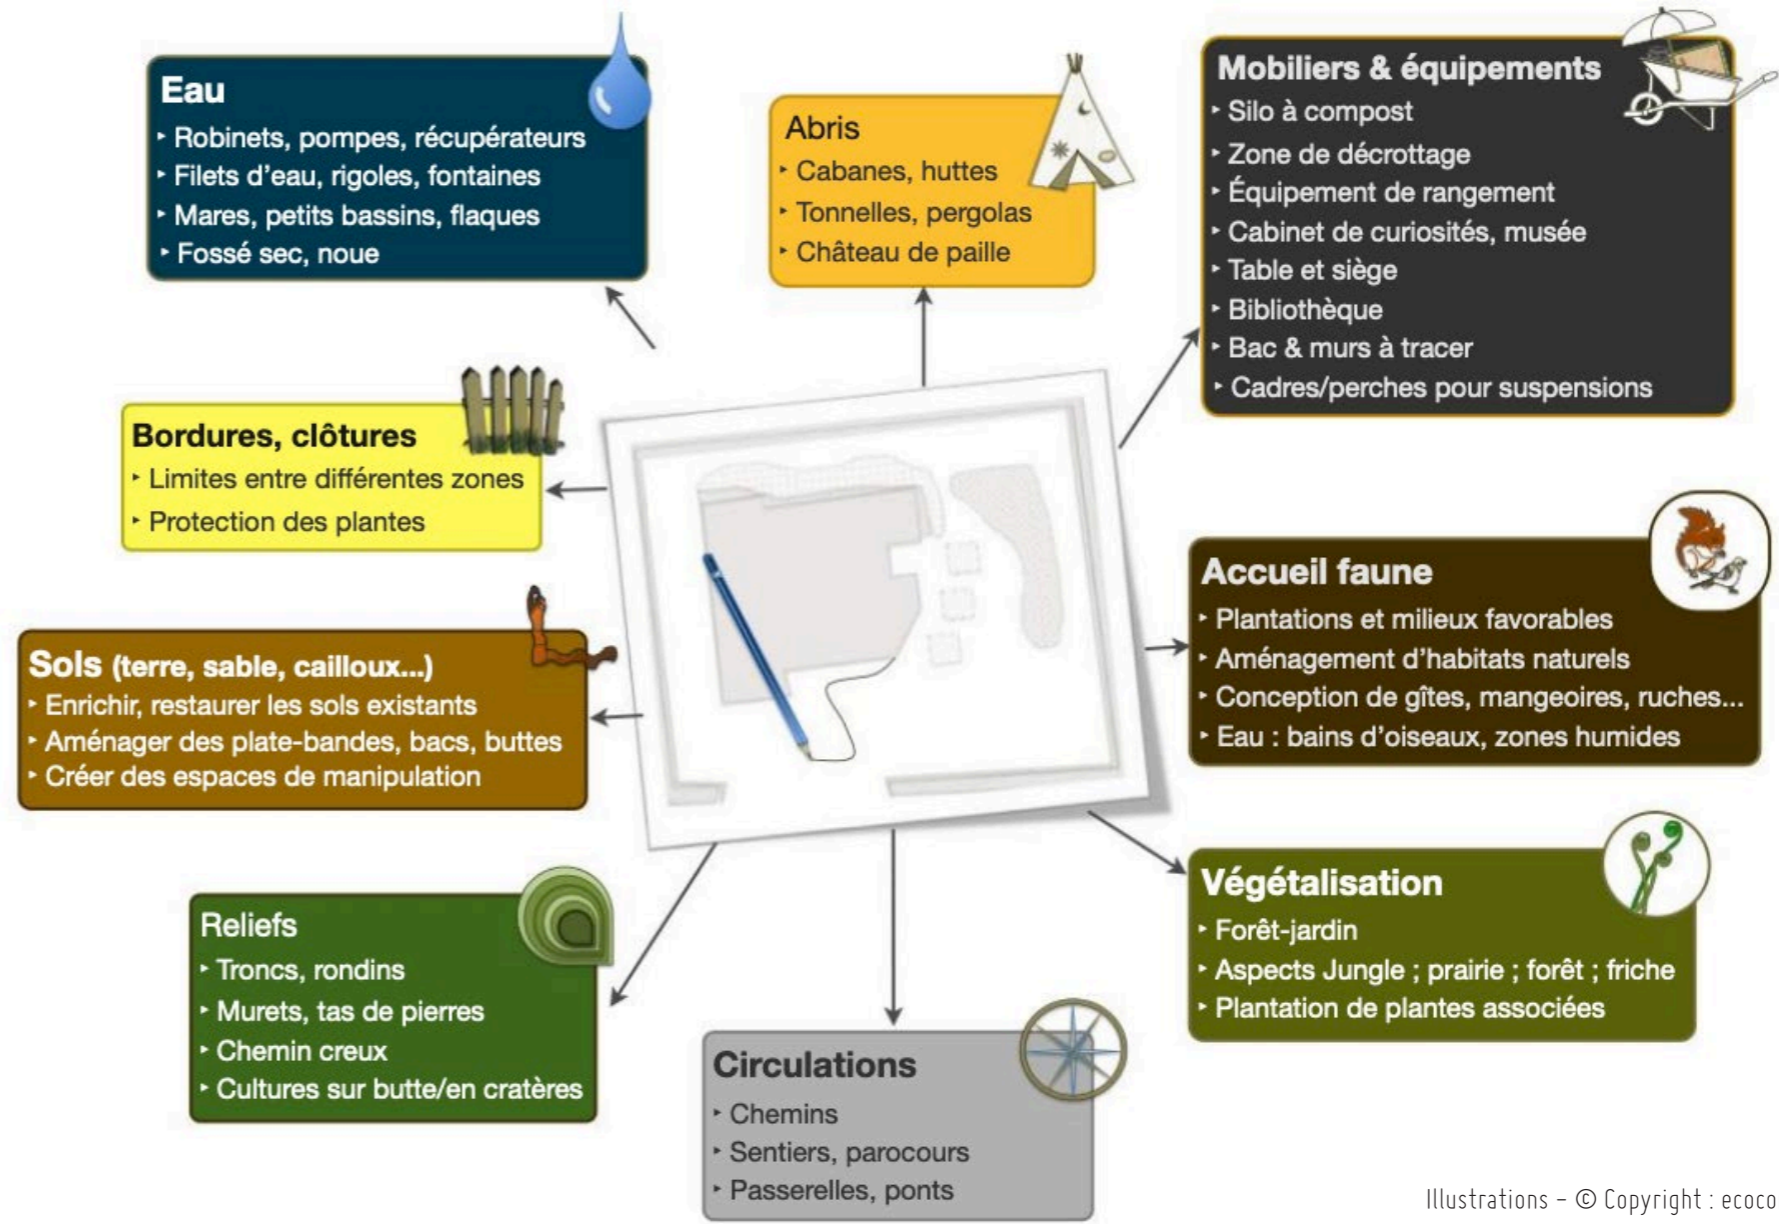 Eau
‣ Robinets, pompes, récupérateurs
‣ Filets d'eau, rigoles, fontaines
‣ Mares, petits bassins, flaques
‣ Fossé sec, noue
Abris
‣ Cabanes, huttes
‣ Tonnelles, pergolas
‣ Château de paille
Mobiliers & équipements
‣ Silo à compost
‣ Zone de décrottage
‣ Équipement de rangement
‣ Cabinet de curiosités, musée
‣ Table et siège
‣ Bibliothèque
‣ Bac & murs à tracer
‣ Cadres/perches pour suspensions
Bordures, clôtures
‣ Limites entre différentes zones
‣ Protection des plantes
Accueil faune
‣ Plantations et milieux favorables
‣ Aménagement d'habitats naturels
‣ Conception de gîtes, mangeoires, ruches...
‣ Eau : bains d'oiseaux, zones humides
Sols (terre, sable, cailloux...)
‣ Enrichir, restaurer les sols existants
‣ Aménager des plate-bandes, bacs, buttes
‣ Créer des espaces de manipulation
Végétalisation
‣ Forêt-jardin
‣ Aspects Jungle ; prairie ; forêt ; friche
‣ Plantation de plantes associées
Reliefs
‣ Troncs, rondins
‣ Murets, tas de pierres
‣ Chemin creux
‣ Cultures sur butte/en cratères
Circulations
‣ Chemins
‣ Sentiers, parocours
‣ Passerelles, ponts
Illustrations - © Copyright : ecoco